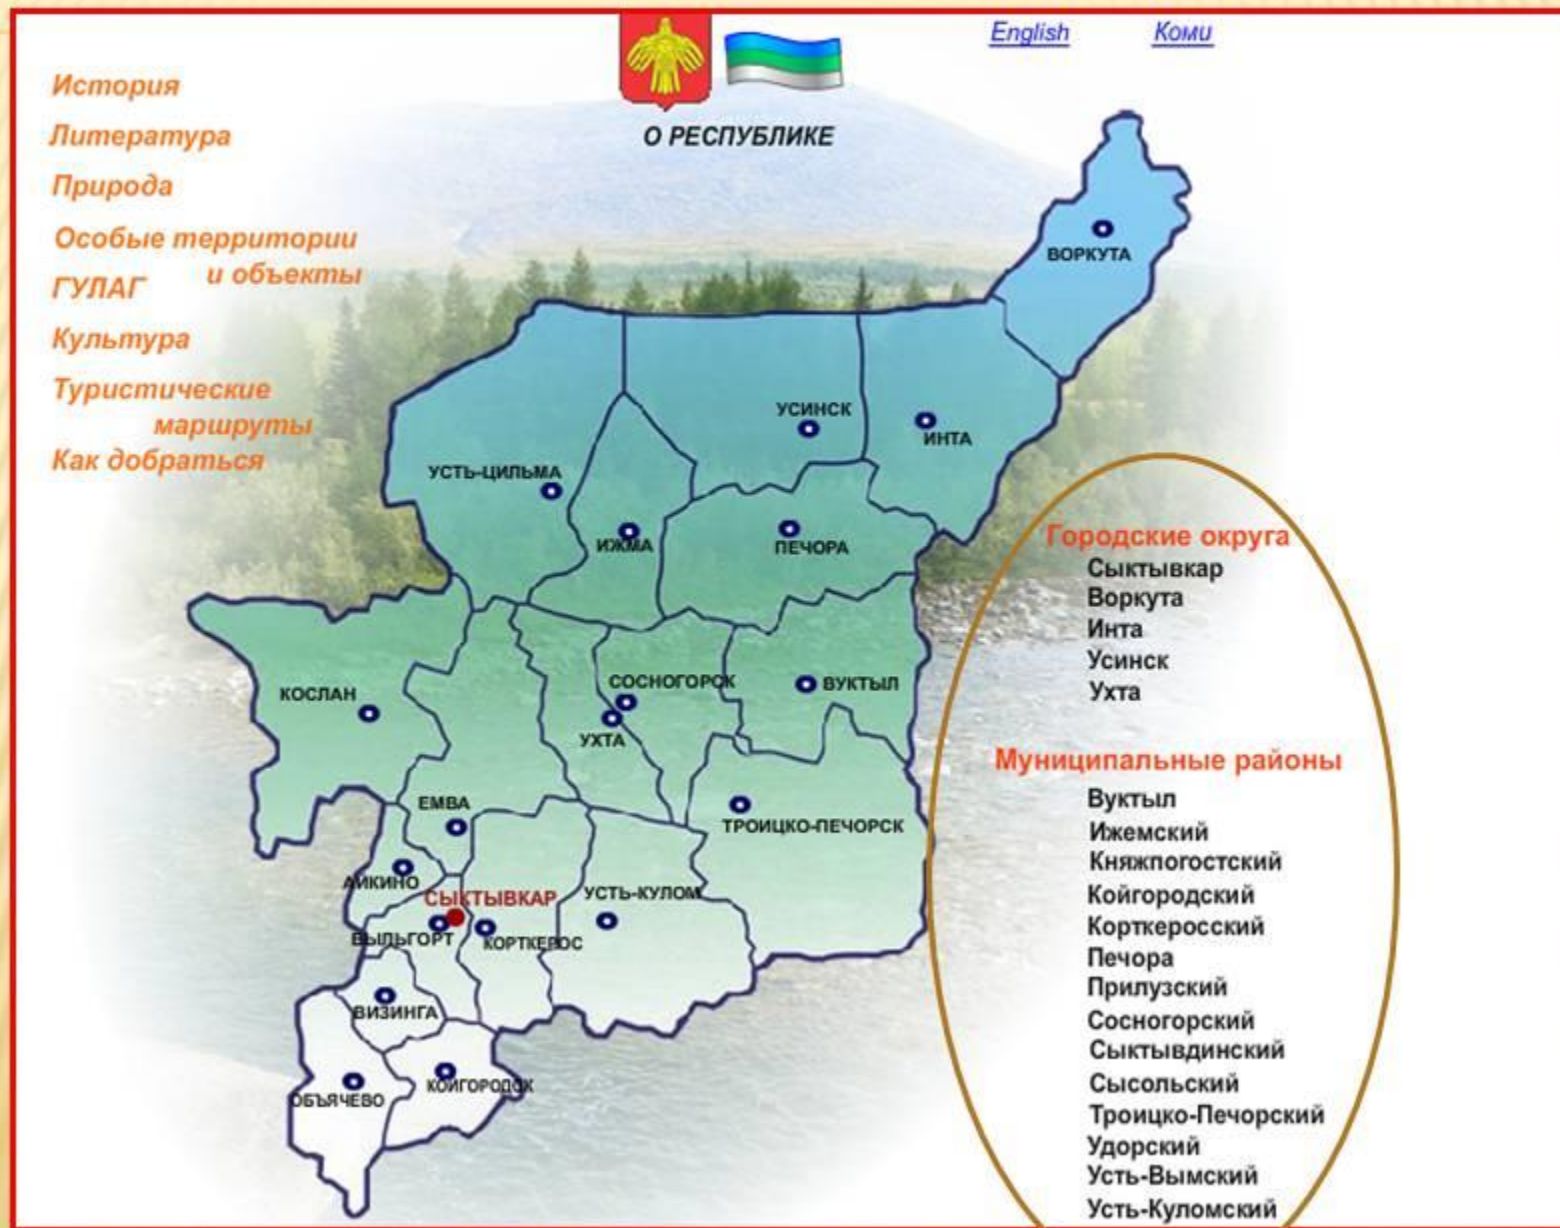 English
Коми
О РЕСПУБЛИКЕ
История
Литература
Природа
Особые территории
и объекты
ГУЛАГ
Культура
Туристические
маршруты
Как добраться
ВОРКУТА
УСИНСК
ИНТА
УСТЬ-ЦИЛЬМА
ИЖМА
ПЕЧОРА
КОСЛАН
СОСНОГОРСК
ВУКТЫЛ
УХТА
ЕМВА
ТРОИЦКО-ПЕЧОРСК
АЙКИНО
СЫКТЫВКАР
УСТЬ-КУЛОМ
ВЫЛЬГОРТ
КОРТКЕРОС
ВИЗИНГА
КОЙГОРОДОК
ОБЪЯЧЕВО
Городские округа
Сыктывкар
Воркута
Инта
Усинск
Ухта
Муниципальные районы
Вуктыл
Ижемский
Княжпогостский
Койгородский
Корткеросский
Печора
Прилузский
Сосногорский
Сыктывдинский
Сысольский
Троицко-Печорский
Удорский
Усть-Вымский
Усть-Куломский